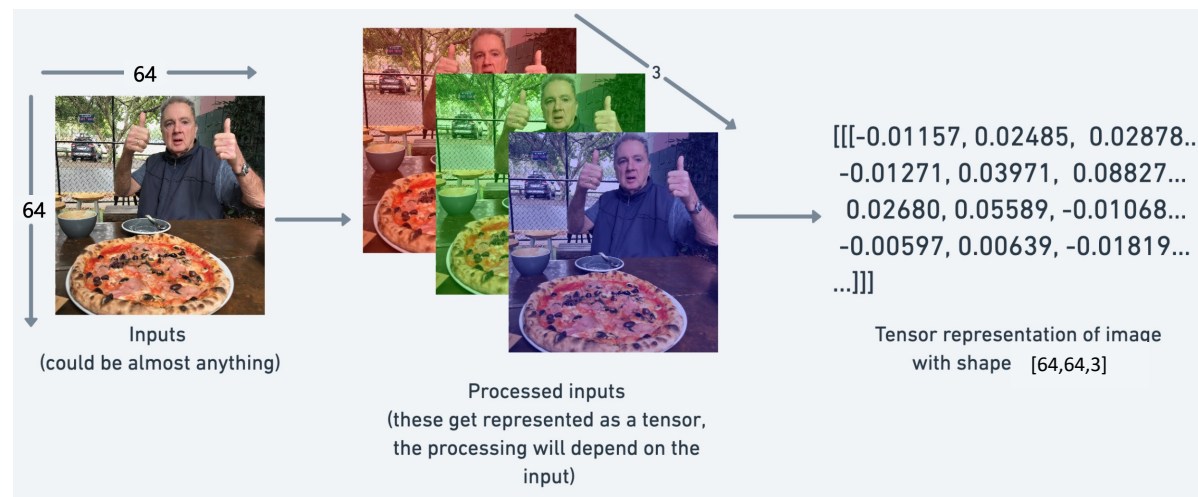 64
64
Inputs
(could be almost anything)
3
Processed inputs
(these get represented as a tensor,
the processing will depend on the
input)
[[[-0.01157, 0.02485, 0.02878..
-0.01271, 0.03971, 0.08827...
0.02680, 0.05589, -0.01068...
-0.00597, 0.00639, -0.01819...
...]]]
Tensor representation of image
with shape [64,64,3]